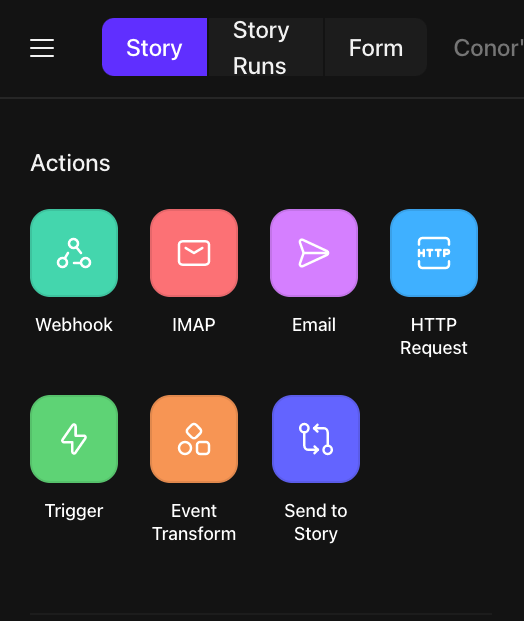 Story
Story
Runs
Form
Conor'
Actions
Webhook
IMAP
Email
HTTP
HTTP
Request
Trigger
Event
Transform
Send to
Story